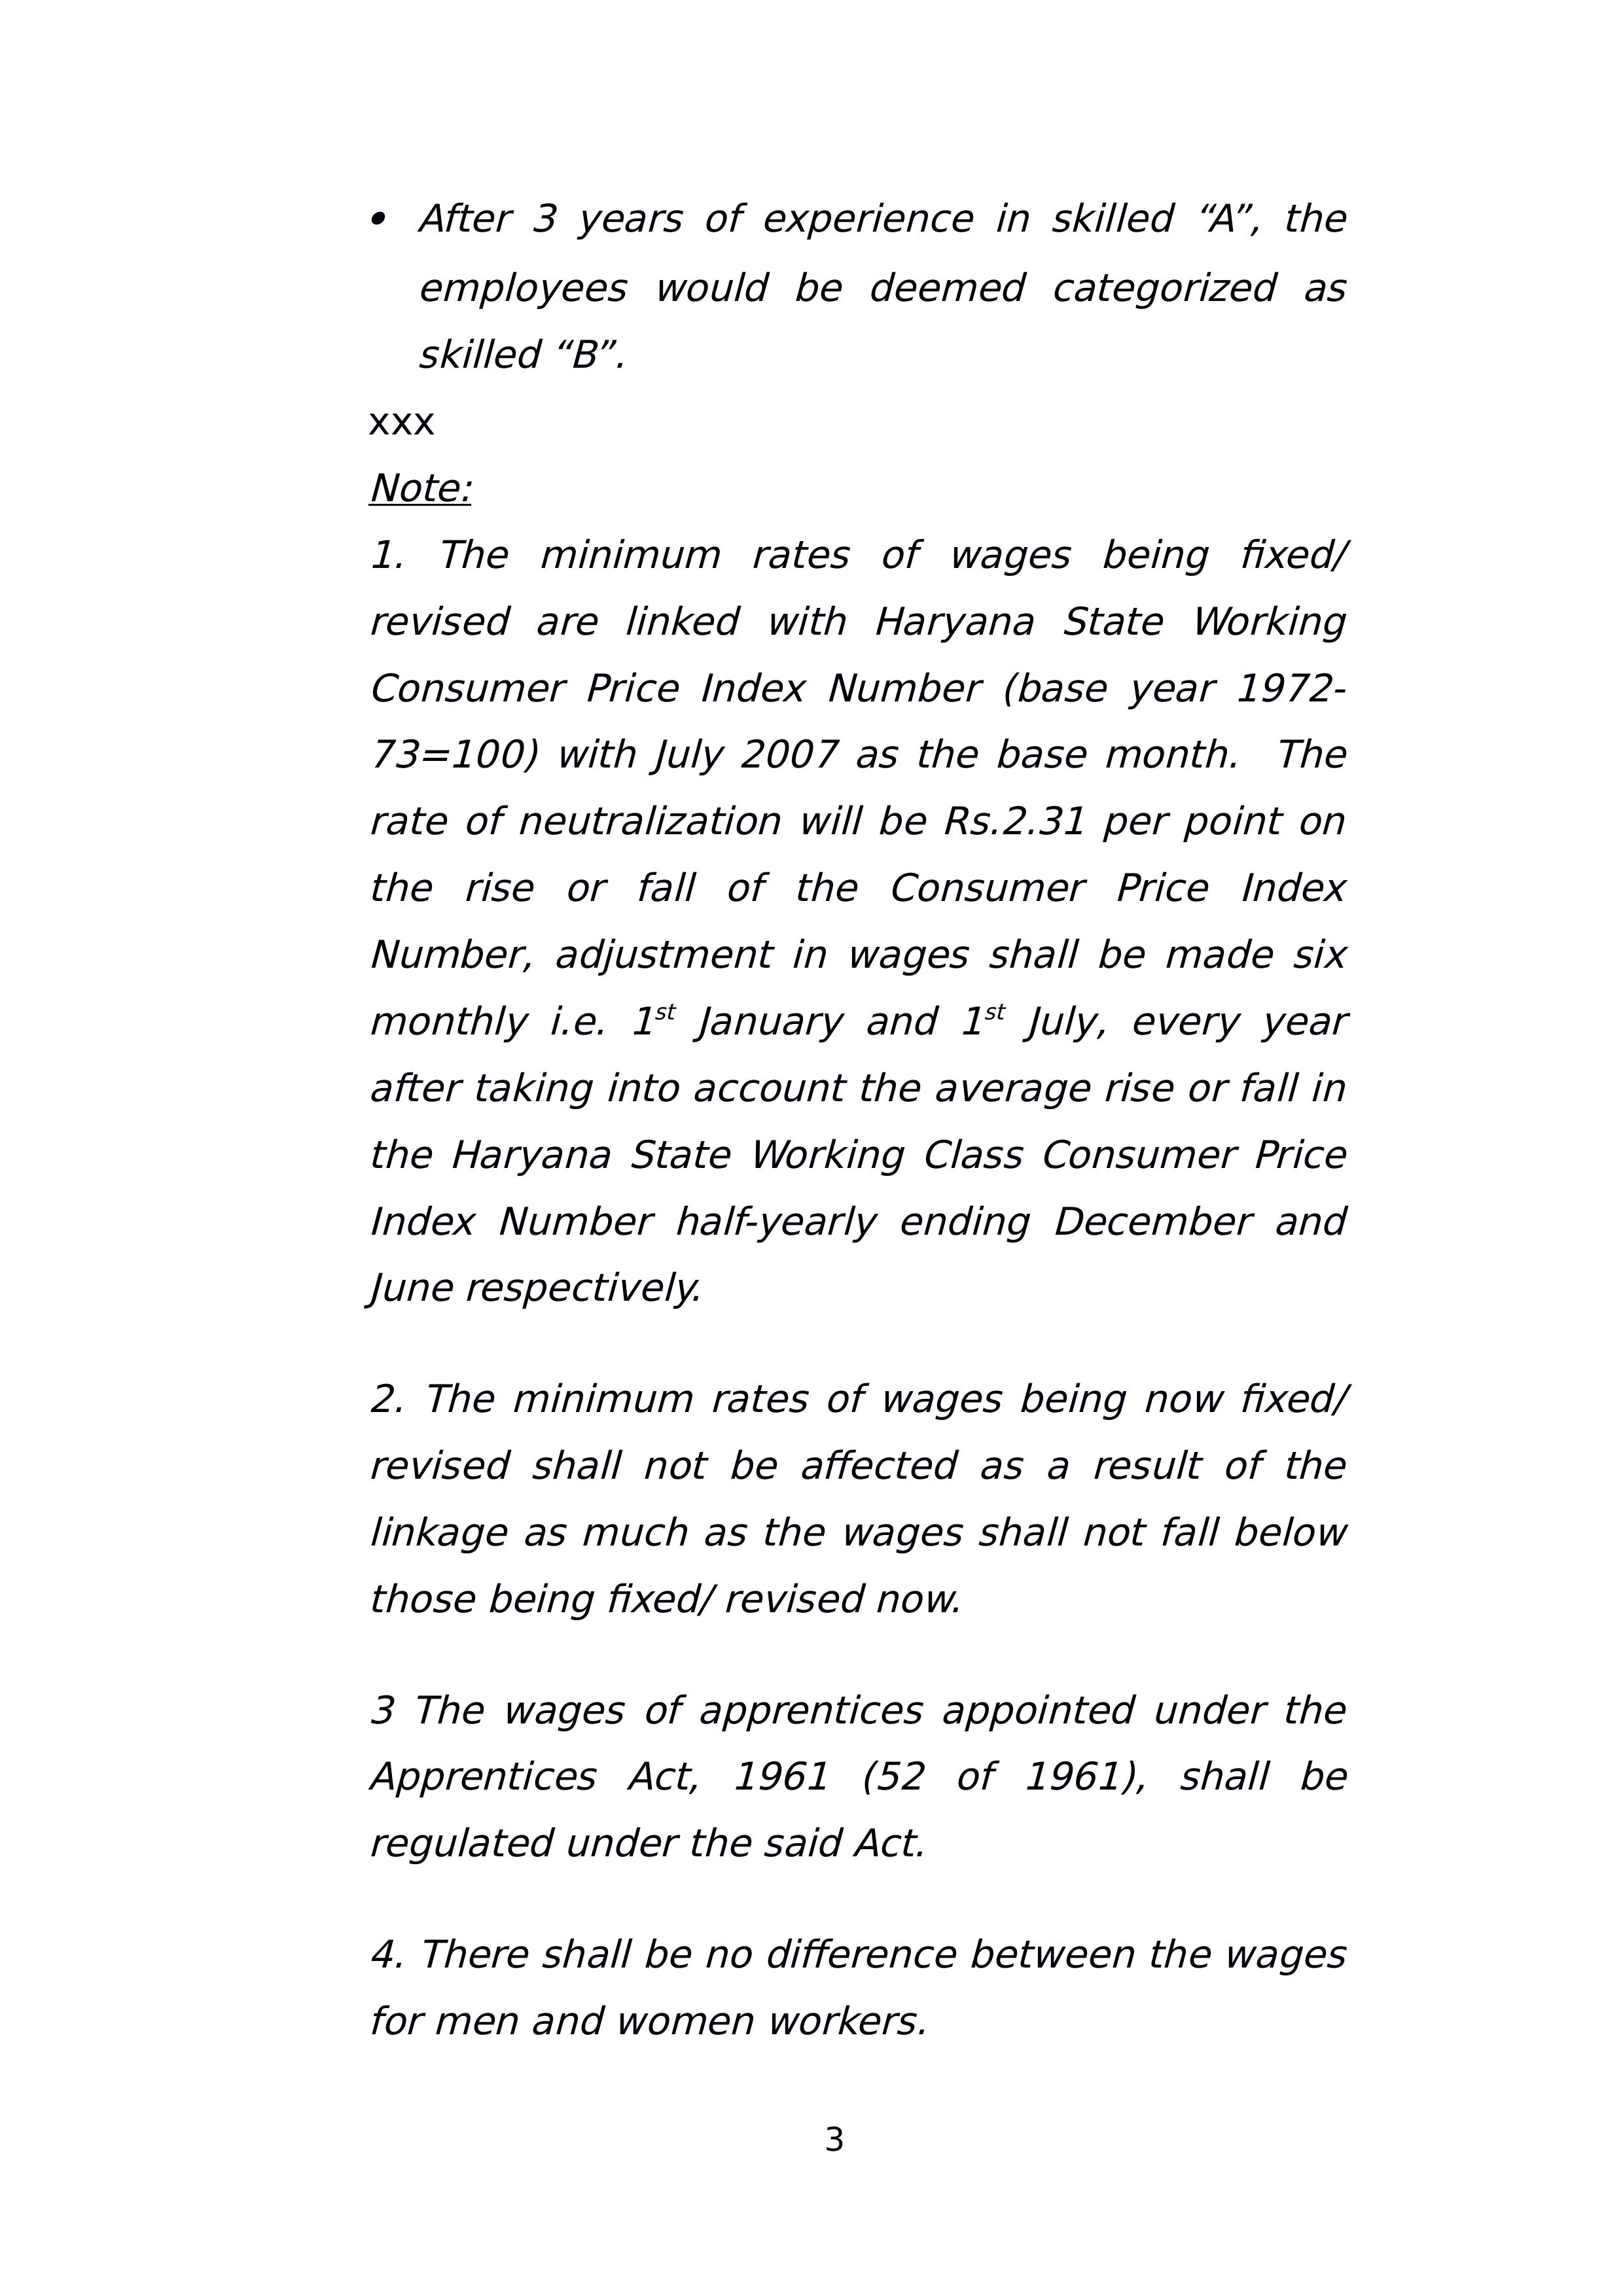 • After 3 years of experience in skilled “A”, the
employees would be deemed categorized as
skilled “B”.
xxx
Note:
1. The minimum rates of wages being fixed/
revised are linked with Haryana State Working
Consumer Price Index Number (base year 1972-
73=100) with July 2007 as the base month. The
rate of neutralization will be Rs.2.31 per point on
the rise or fall of the Consumer Price Index
Number, adjustment in wages shall be made six
monthly i.e. 1st January and 1st July, every year
after taking into account the average rise or fall in
the Haryana State Working Class Consumer Price
Index Number half-yearly ending December and
June respectively.
2. The minimum rates of wages being now fixed/
revised shall not be affected as a result of the
linkage as much as the wages shall not fall below
those being fixed/ revised now.
3 The wages of apprentices appointed under the
Apprentices Act, 1961 (52 of 1961), shall be
regulated under the said Act.
4. There shall be no difference between the wages
for men and women workers.
3